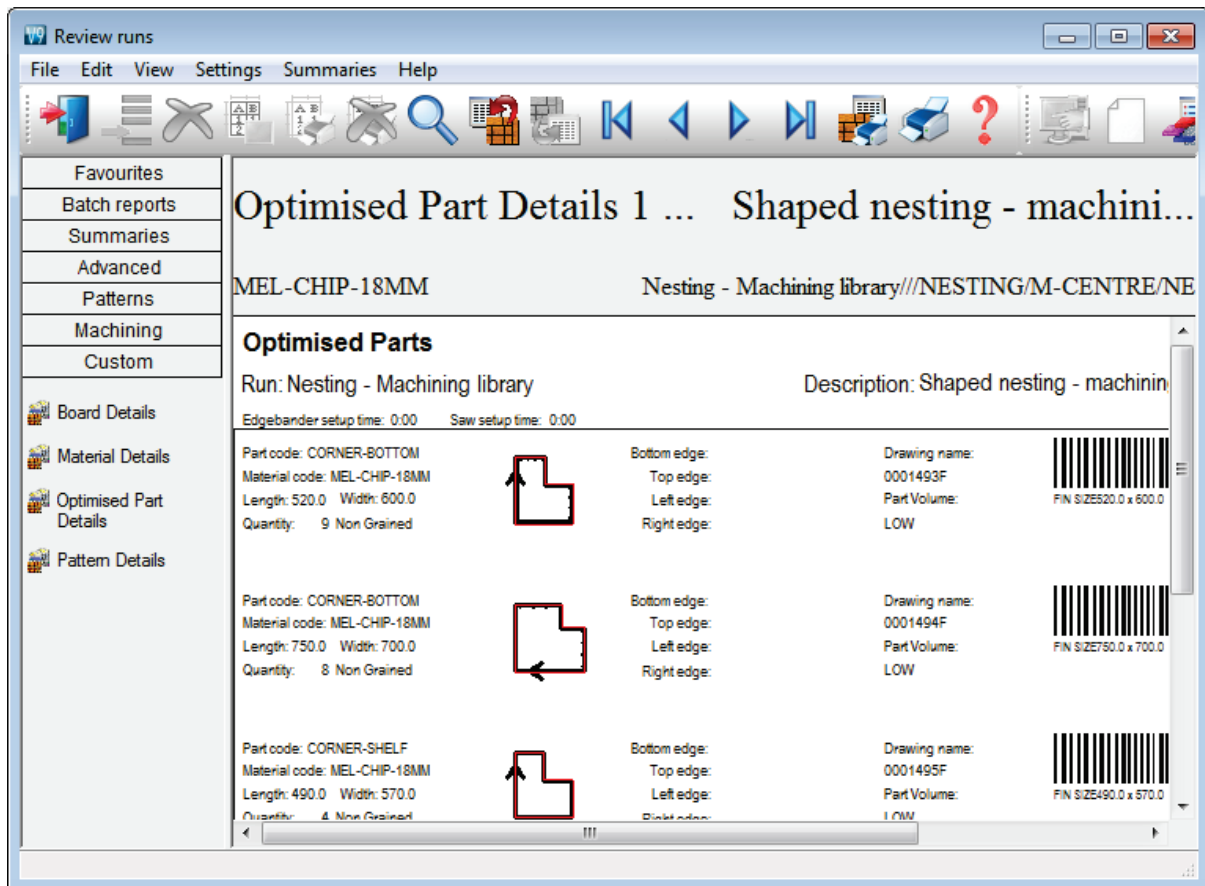 V9 Review runs
File Edit View Settings Summaries Help
Favourites
Batch reports
Summaries
Advanced
Patterns
Machining
Custom
Board Details
Material Details
Optimised Part
Details
Pattern Details
Optimised Part Details 1 ... Shaped nesting - machini...
MEL-CHIP-18MM Nesting - Machining library///NESTING/M-CENTRE/NE
Optimised Parts
Run: Nesting - Machining library Description: Shaped nesting - machinin
Edgebander setup time: 0:00 Saw setup time: 0:00
Part code: CORNER-BOTTOM Bottom edge: Drawing name:
Material code: MEL-CHIP-18MM Top edge: 0001493F
Length: 520.0 Width: 600.0 Left edge: Part Volume: FIN SIZE520.0 x 600.0
Quantity: 9 Non Grained Right edge: LOW
Part code: CORNER-BOTTOM Bottom edge: Drawing name:
Material code: MEL-CHIP-18MM Top edge: 0001494F
Length: 750.0 Width: 700.0 Left edge: Part Volume: FIN SIZE750.0 x 700.0
Quantity: 8 Non Grained Right edge: LOW
Part code: CORNER-SHELF Bottom edge: Drawing name:
Material code: MEL-CHIP-18MM Top edge: 0001495F
Length: 490.0 Width: 570.0 Left edge: Part Volume: FIN SIZE490.0 x 570.0
Quantity: 4 Non Grained Right edge: LOW